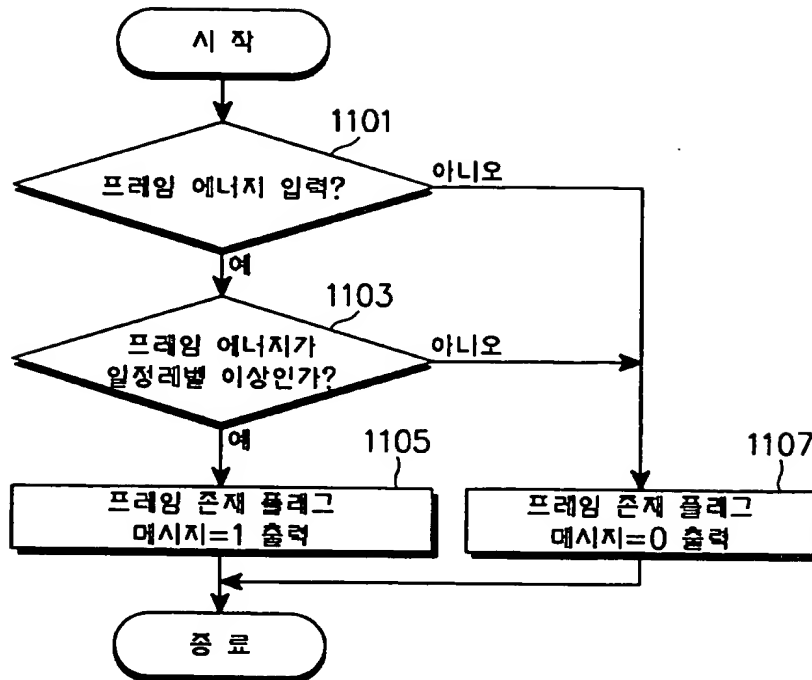 시 작
1101
프레임 에너지 입력?
아니오
예
1103
프레임 에너지가
일정레벨 이상인가?
아니오
예
1105
프레임 존재 플래그
메시지=1 출력
1107
프레임 존재 플래그
메시지=0 출력
종 료